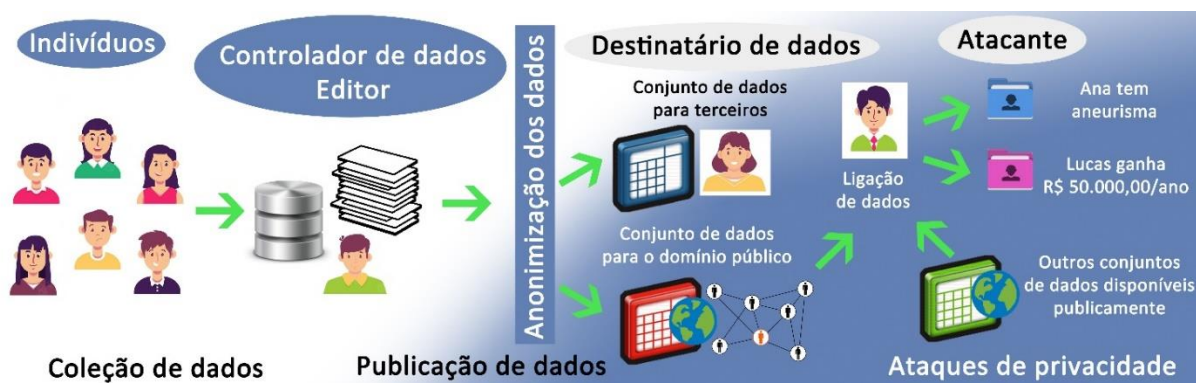 Indivíduos
Controlador de dados
Editor
Anonimização dos dados
Destinatário de dados
Atacante
Conjunto de dados
para terceiros
Ana tem
aneurisma
Lucas ganha
R$ 50.000,00/ano
Ligação
de dados
Conjunto de dados
para o domínio público
Outros conjuntos
de dados disponíveis
publicamente
Coleção de dados
Publicação de dados
Ataques de privacidade